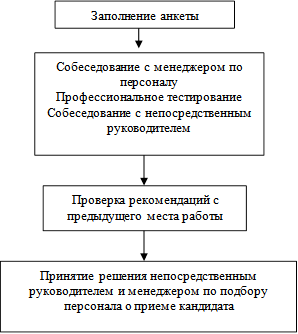 Заполнение анкеты
Собеседование с менеджером по
персоналу
Профессиональное тестирование
Собеседование с непосредственным
руководителем
Проверка рекомендаций с
предыдущего места работы
Принятие решения непосредственным
руководителем и менеджером по подбору
персонала о приеме кандидата